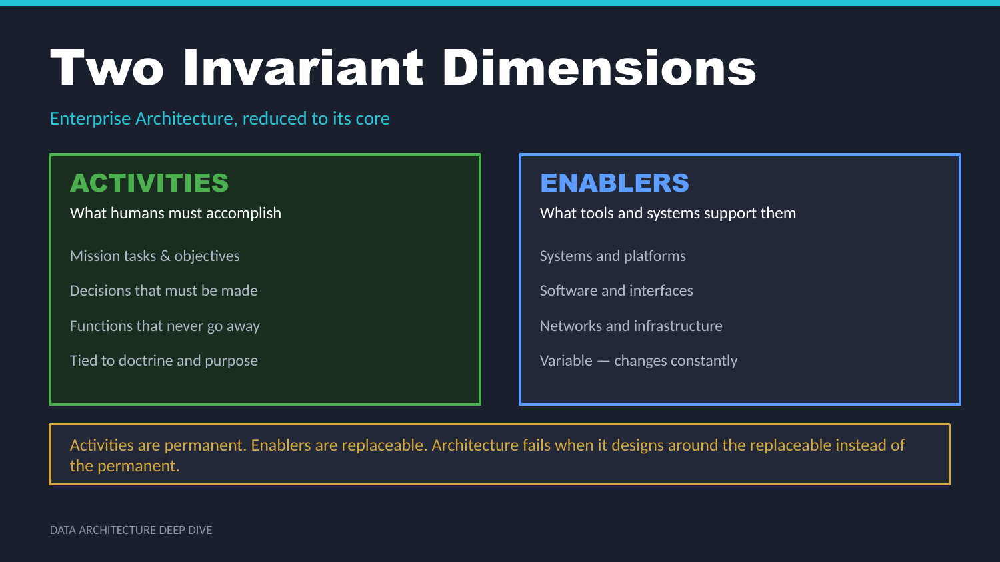 Two Invariant Dimensions
Enterprise Architecture, reduced to its core
ACTIVITIES
What humans must accomplish
Mission tasks & objectives
Decisions that must be made
Functions that never go away
Tied to doctrine and purpose
ENABLERS
What tools and systems support them
Systems and platforms
Software and interfaces
Networks and infrastructure
Variable — changes constantly
Activities are permanent. Enablers are replaceable. Architecture fails when it designs around the replaceable instead of
the permanent.
DATA ARCHITECTURE DEEP DIVE